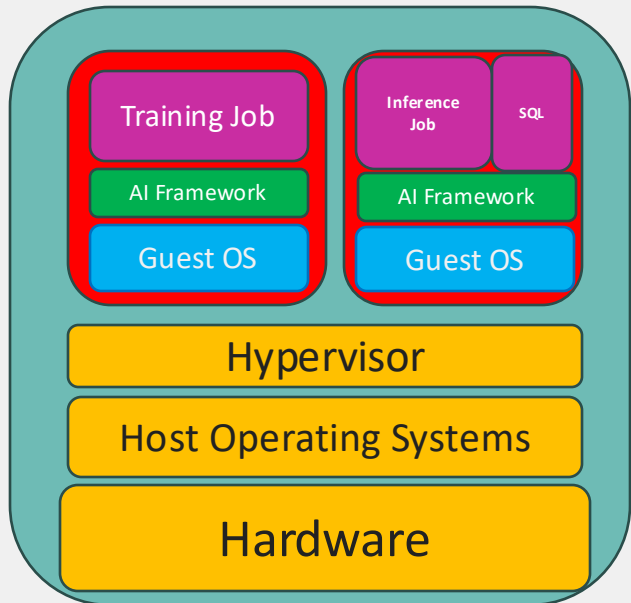 Training Job
AI Framework
Guest OS
Inference
Job
SQL
AI Framework
Guest OS
Hypervisor
Host Operating Systems
Hardware